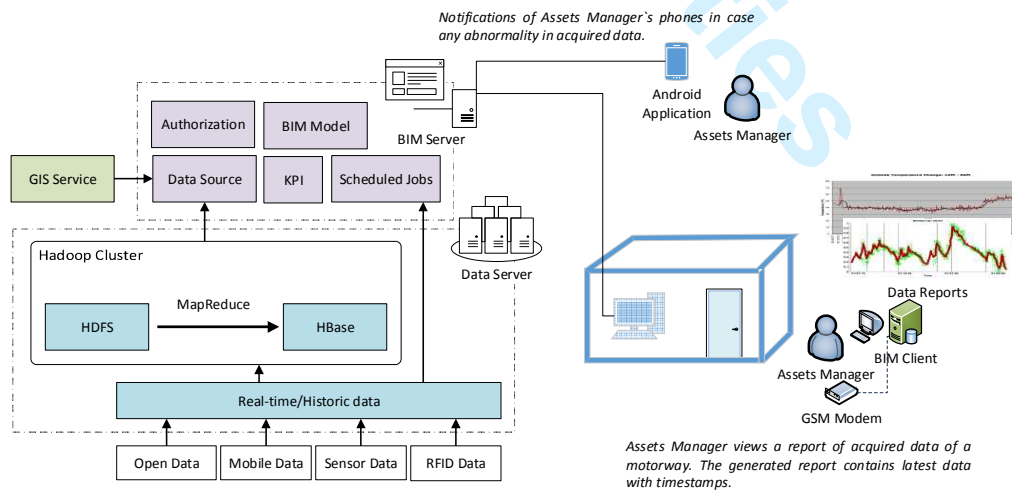 Notifications of Assets Manager`s phones in case
any abnormality in acquired data.
Android
Application
Assets Manager
BIM Server
Authorization
BIM Model
GIS Service
Data Source
KPI
Scheduled Jobs
Data Server
Hadoop Cluster
MapReduce
HDFS
HBase
Real-time/Historic data
Open Data
Mobile Data
Sensor Data
RFID Data
Data Reports
BIM Client
Assets Manager
GSM Modem
Assets Manager views a report of acquired data of a
motorway. The generated report contains latest data
with timestamps.